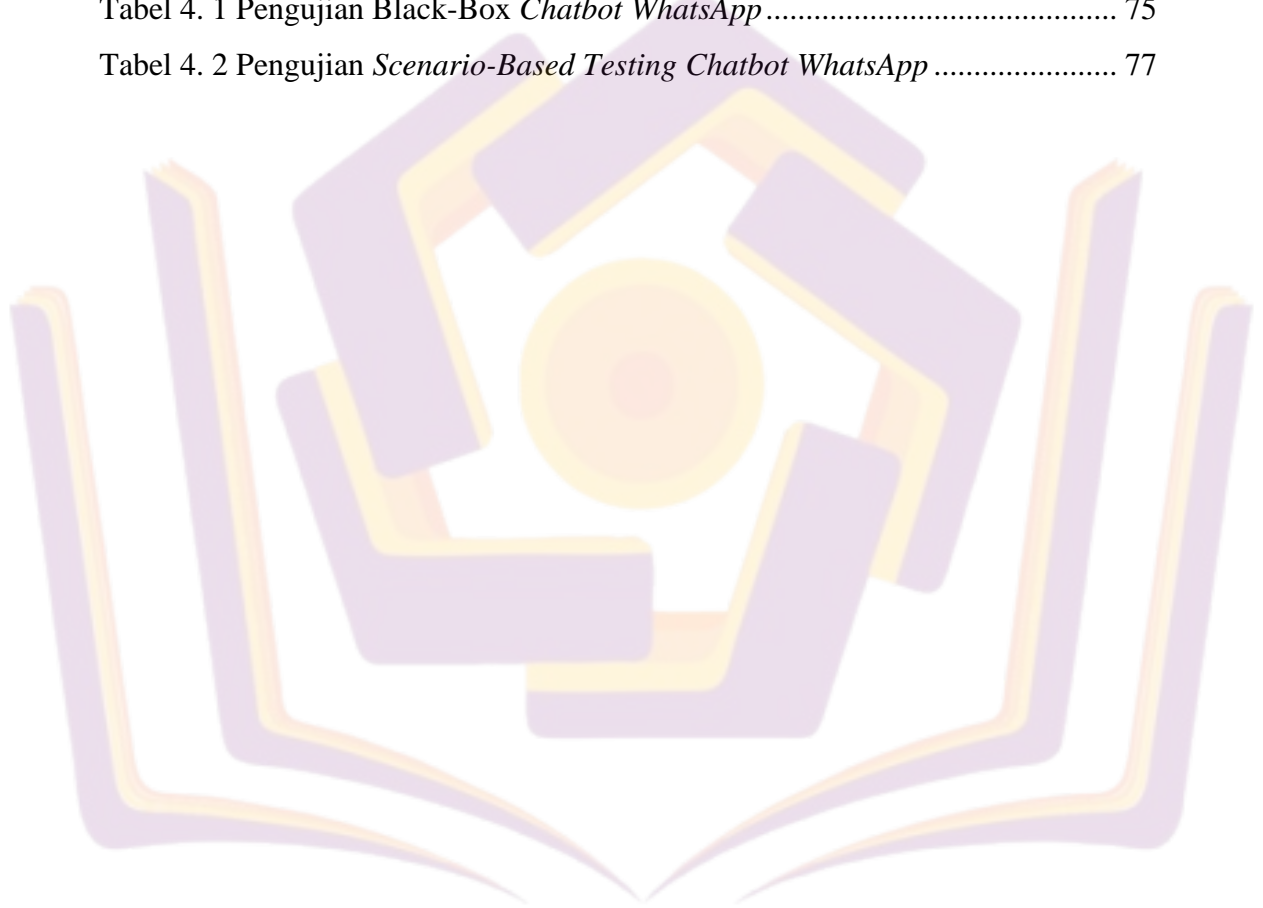 Tabel 4. 1 Pengujian Black-Box Chatbot WhatsApp ........................................ 75
Tabel 4. 2 Pengujian Scenario-Based Testing Chatbot WhatsApp ...................... 77